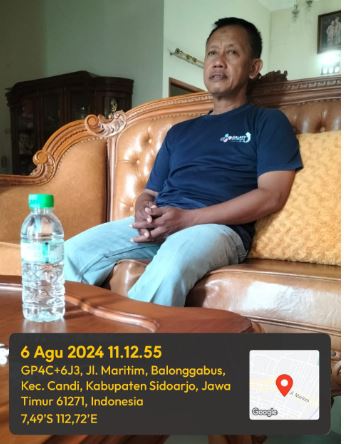 6 Agu 2024 11.12.55
GP4C+6J3, Jl. Maritim, Balonggabus,
Kec. Candi, Kabupaten Sidoarjo, Jawa
Timur 61271, Indonesia
7,49'S 112,72'E
Google